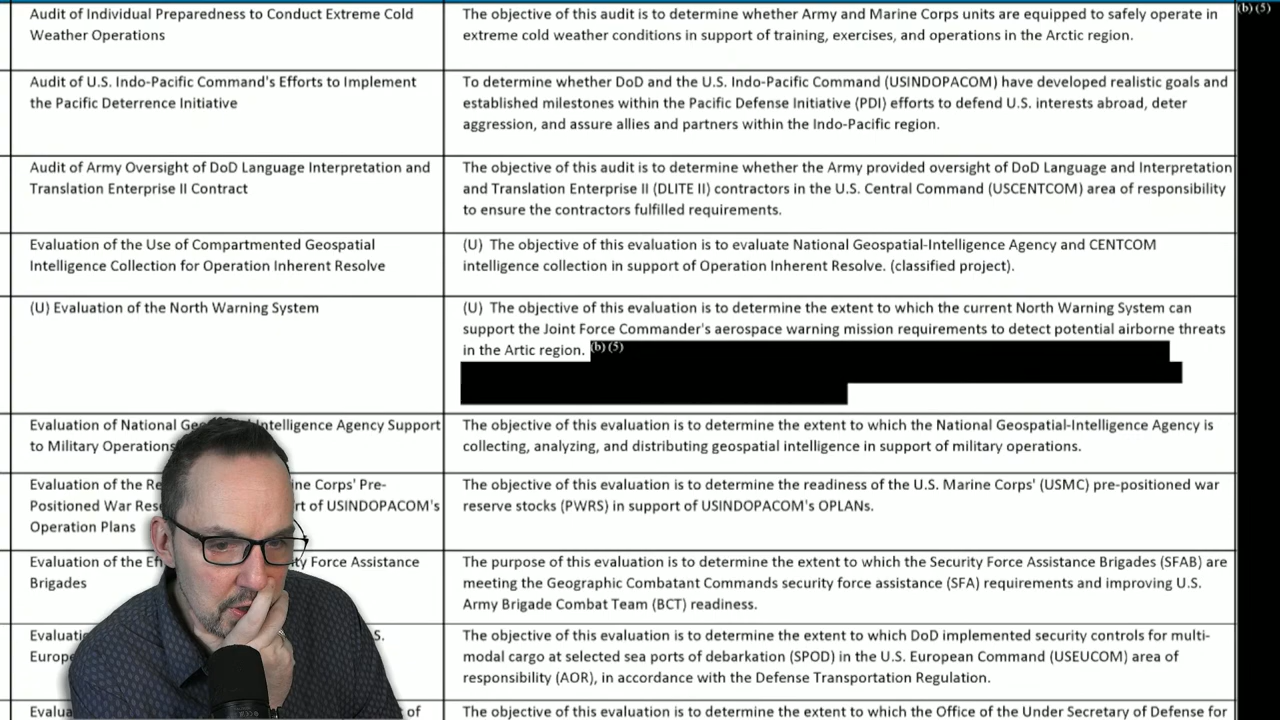 Audit of Individual Preparedness to Conduct Extreme Cold
Weather Operations
The objective of this audit is to determine whether Army and Marine Corps units are equipped to safely operate in
extreme cold weather conditions in support of training, exercises, and operations in the Arctic region.
(b) (5)
Audit of U.S. Indo-Pacific Command's Efforts to Implement
the Pacific Deterrence Initiative
To determine whether DoD and the U.S. Indo-Pacific Command (USINDOPACOM) have developed realistic goals and
established milestones within the Pacific Defense Initiative (PDI) efforts to defend U.S. interests abroad, deter
aggression, and assure allies and partners within the Indo-Pacific region.
Audit of Army Oversight of DoD Language Interpretation and
Translation Enterprise II Contract
The objective of this audit is to determine whether the Army provided oversight of DoD Language and Interpretation
and Translation Enterprise II (DLITE II) contractors in the U.S. Central Command (USCENTCOM) area of responsibility
to ensure the contractors fulfilled requirements.
Evaluation of the Use of Compartmented Geospatial
Intelligence Collection for Operation Inherent Resolve
(U) The objective of this evaluation is to evaluate National Geospatial-Intelligence Agency and CENTCOM
intelligence collection in support of Operation Inherent Resolve. (classified project).
(U) Evaluation of the North Warning System
(U) The objective of this evaluation is to determine the extent to which the current North Warning System can
support the Joint Force Commander's aerospace warning mission requirements to detect potential airborne threats
in the Artic region. (b) (5)
Evaluation of National Intelligence Agency Support
to Military Operations
The objective of this evaluation is to determine the extent to which the National Geospatial-Intelligence Agency is
collecting, analyzing, and distributing geospatial intelligence in support of military operations.
Evaluation of the Corps' Pre-
Positioned War of USINDOPACOM's
Operation Plans
The objective of this evaluation is to determine the readiness of the U.S. Marine Corps' (USMC) pre-positioned war
reserve stocks (PWRS) in support of USINDOPACOM's OPLANs.
Evaluation of the Force Assistance
Brigades
The purpose of this evaluation is to determine the extent to which the Security Force Assistance Brigades (SFAB) are
meeting the Geographic Combatant Commands security force assistance (SFA) requirements and improving U.S.
Army Brigade Combat Team (BCT) readiness.
S.
The objective of this evaluation is to determine the extent to which DoD implemented security controls for multi-
modal cargo at selected sea ports of debarkation (SPOD) in the U.S. European Command (USEUCOM) area of
responsibility (AOR), in accordance with the Defense Transportation Regulation.
of
The objective of this evaluation is to determine the extent to which the Office of the Under Secretary of Defense for